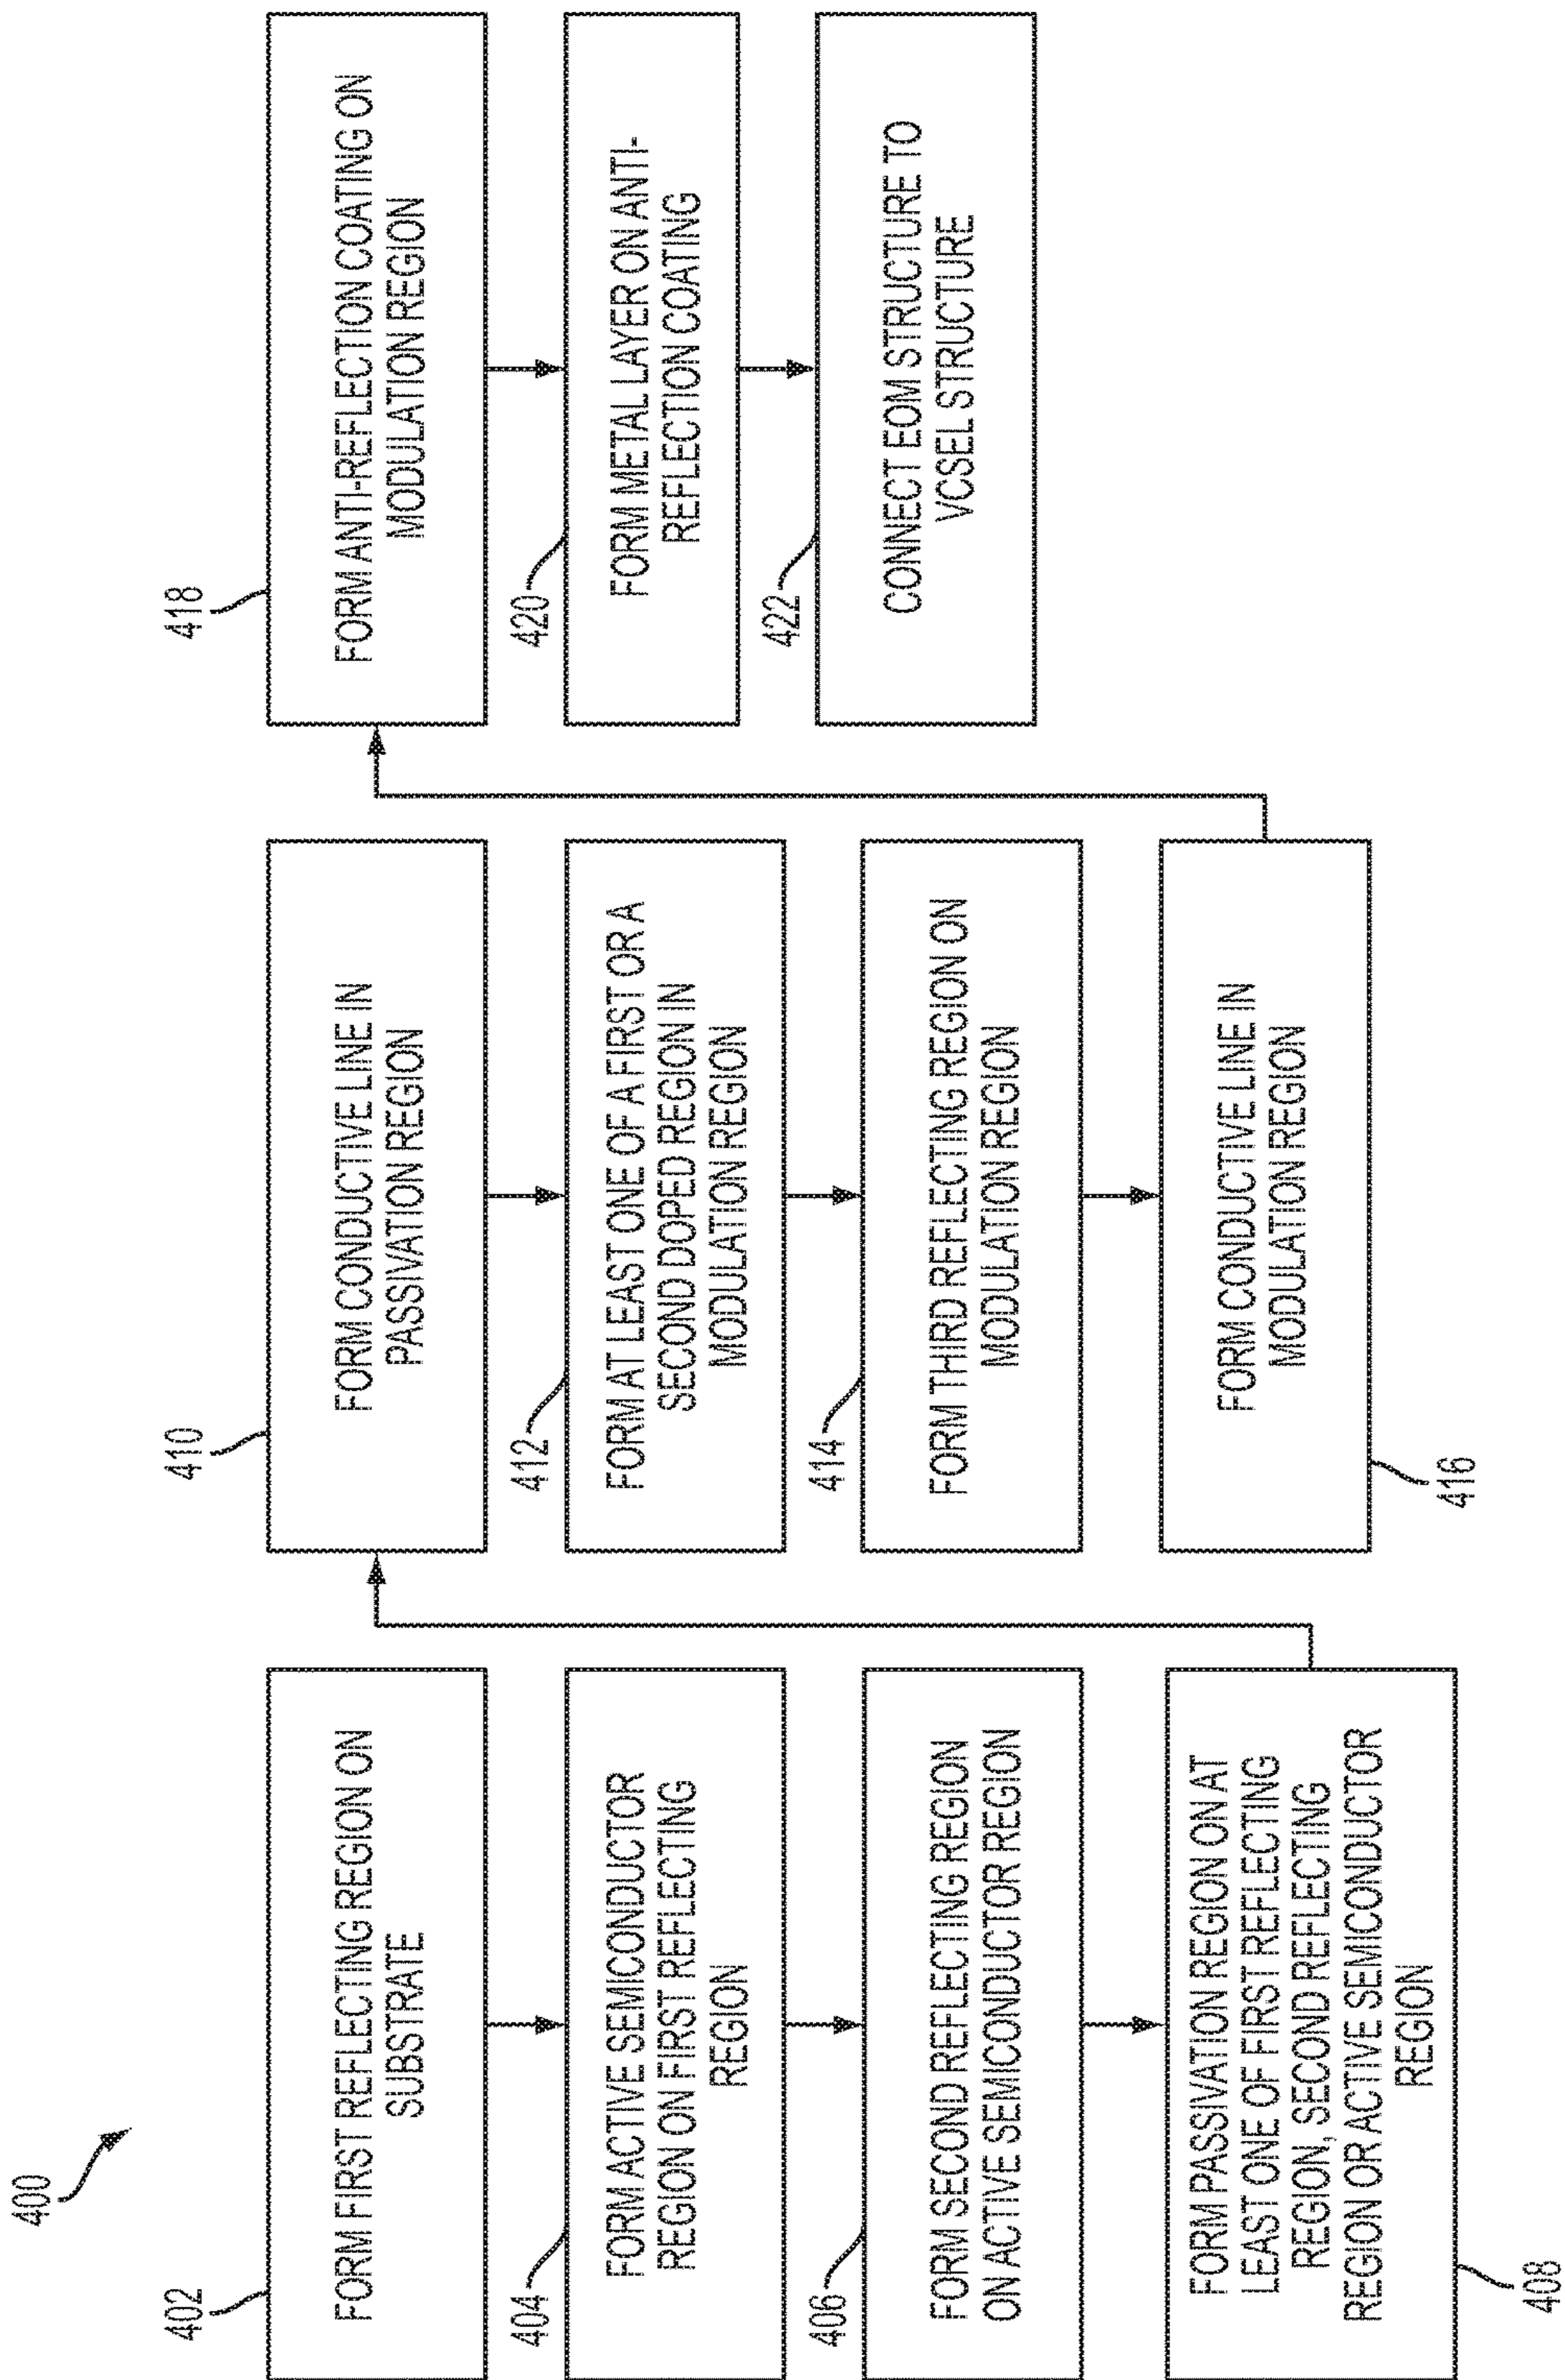 400
402
FORM FIRST REFLECTING REGION ON
SUBSTRATE
404
FORM ACTIVE SEMICONDUCTOR
REGION ON FIRST REFLECTING
REGION
406
FORM SECOND REFLECTING REGION
ON ACTIVE SEMICONDUCTOR REGION
FORM PASSIVATION REGION ON AT
LEAST ONE OF FIRST REFLECTING
REGION, SECOND REFLECTING
REGION OR ACTIVE SEMICONDUCTOR
REGION
408
410
FORM CONDUCTIVE LINE IN
PASSIVATION REGION
412
FORM AT LEAST ONE OF A FIRST OR A
SECOND DOPED REGION IN
MODULATION REGION
414
FORM THIRD REFLECTING REGION ON
MODULATION REGION
FORM CONDUCTIVE LINE IN
MODULATION REGION
416
418
FORM ANTI-REFLECTION COATING ON
MODULATION REGION
420
FORM METAL LAYER ON ANTI-
REFLECTION COATING
422
CONNECT EOM STRUCTURE TO
VCSEL STRUCTURE